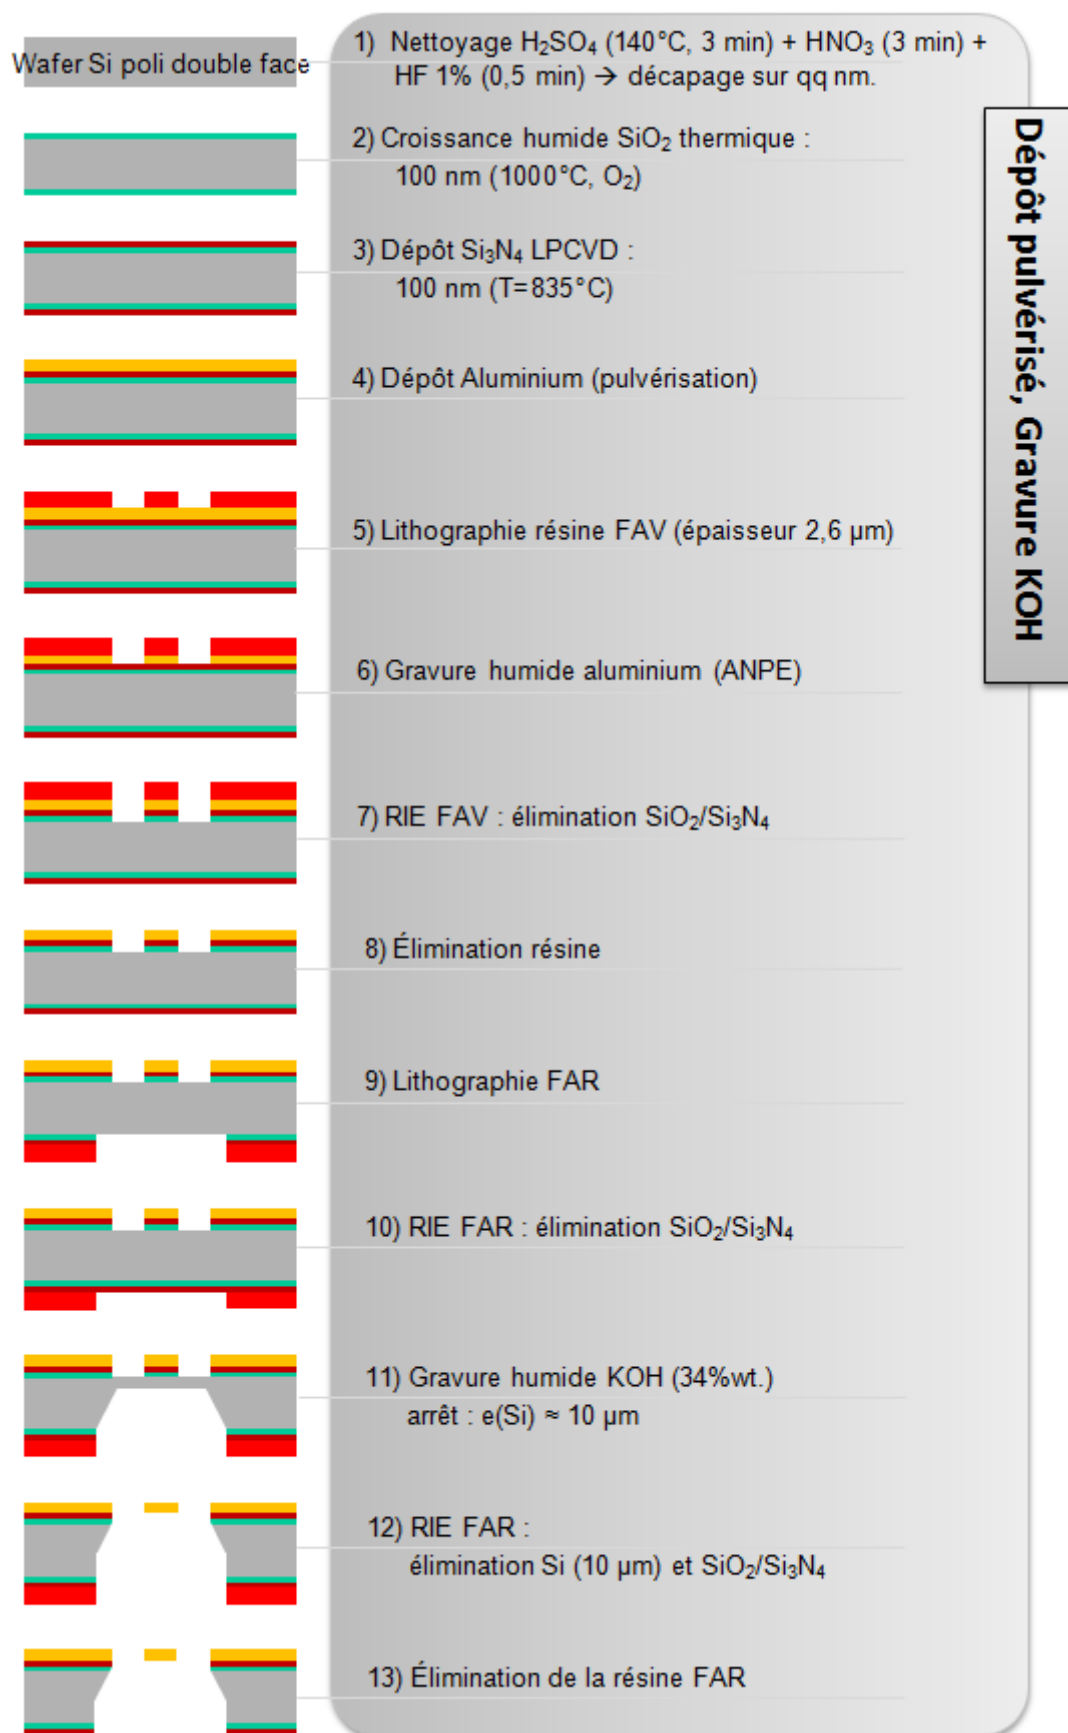 Wafer Si poli double face
1) Nettoyage H₂SO₄ (140°C, 3 min) + HNO₃ (3 min) +
HF 1% (0,5 min) → décapage sur qq nm.
2) Croissance humide SiO₂ thermique :
100 nm (1000°C, O₂)
3) Dépôt Si₃N₄ LPCVD :
100 nm (T=835°C)
4) Dépôt Aluminium (pulvérisation)
5) Lithographie résine FAV (épaisseur 2,6 µm)
6) Gravure humide aluminium (ANPE)
7) RIE FAV : élimination SiO₂/Si₃N₄
8) Élimination résine
9) Lithographie FAR
10) RIE FAR : élimination SiO₂/Si₃N₄
11) Gravure humide KOH (34%wt.)
arrêt : e(Si) ≈ 10 µm
12) RIE FAR :
élimination Si (10 µm) et SiO₂/Si₃N₄
13) Élimination de la résine FAR
Dépôt pulvérisé, Gravure KOH